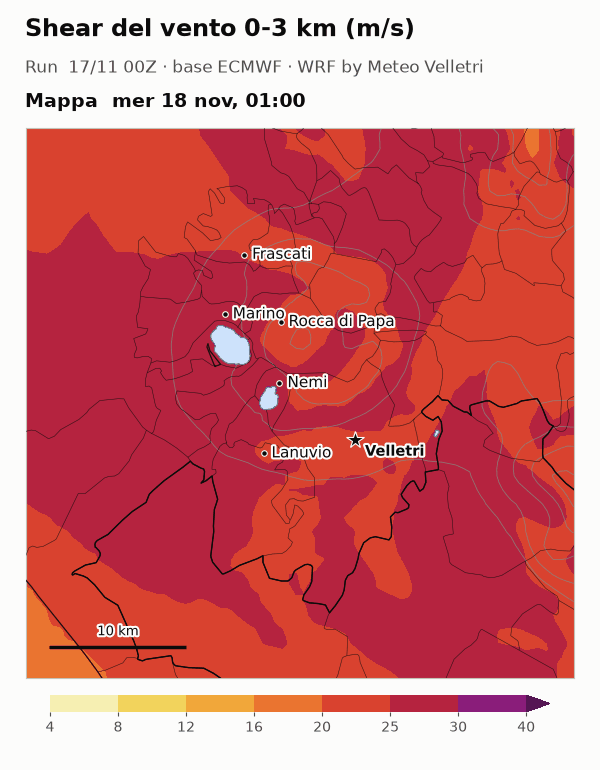 Shear del vento 0-3 km (m/s)
Run  17/11 00Z · base ECMWF · WRF by Meteo Velletri
Mappa  mer 18 nov, 01:00
Frascati
Marino
Rocca di Papa
Nemi
Velletri
Lanuvio
10 km
4 8 12 16 20 25 30 40